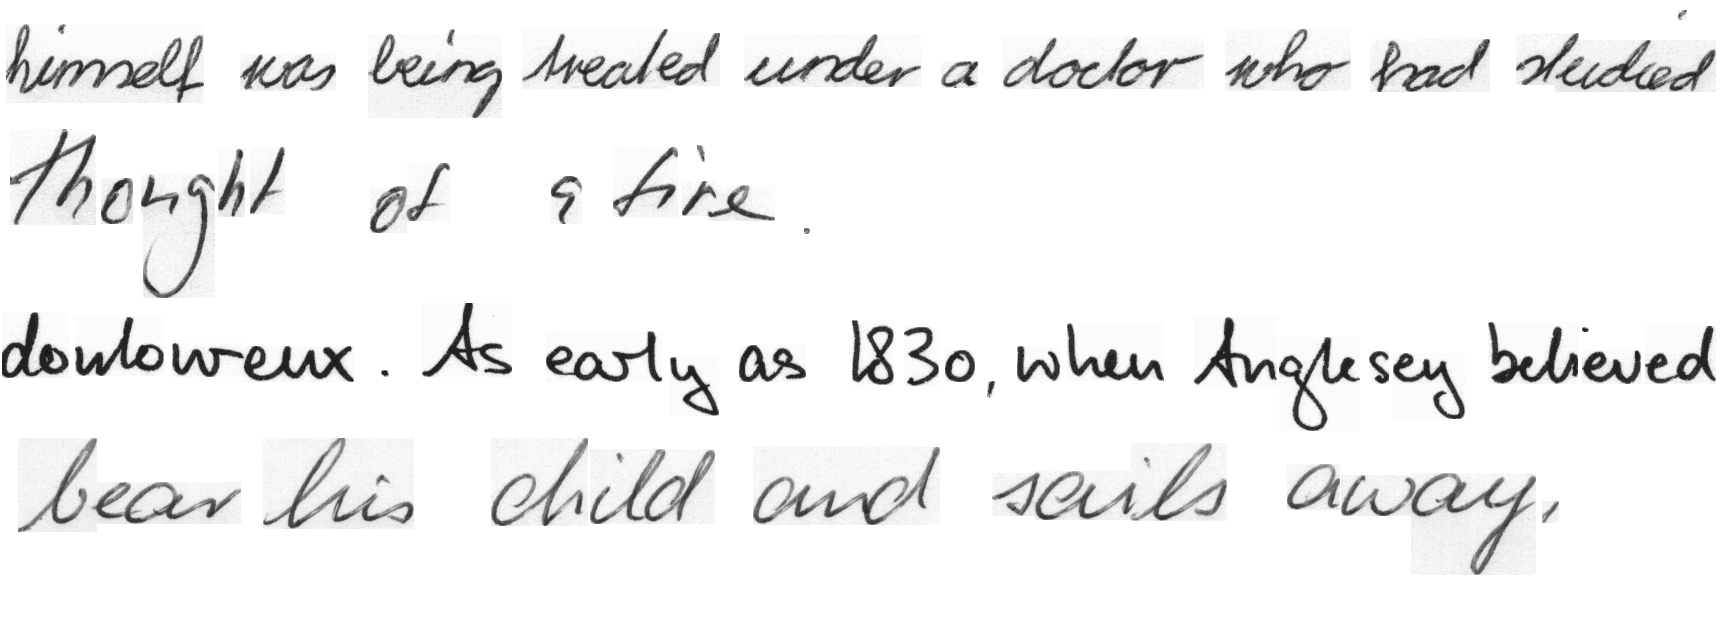 himself was being treated under a doctor who had studied
thought of a fire.
douloureux. As early as 1830, when Anglesey believed
bear his child and sails away,